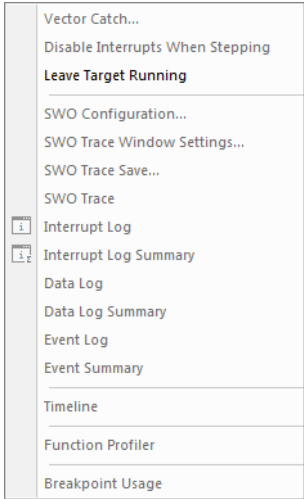 Vector Catch...
Disable Interrupts When Stepping
Leave Target Running
SWO Configuration...
SWO Trace Window Settings...
SWO Trace Save...
SWO Trace
Interrupt Log
Interrupt Log Summary
Data Log
Data Log Summary
Event Log
Event Summary
Timeline
Function Profiler
Breakpoint Usage